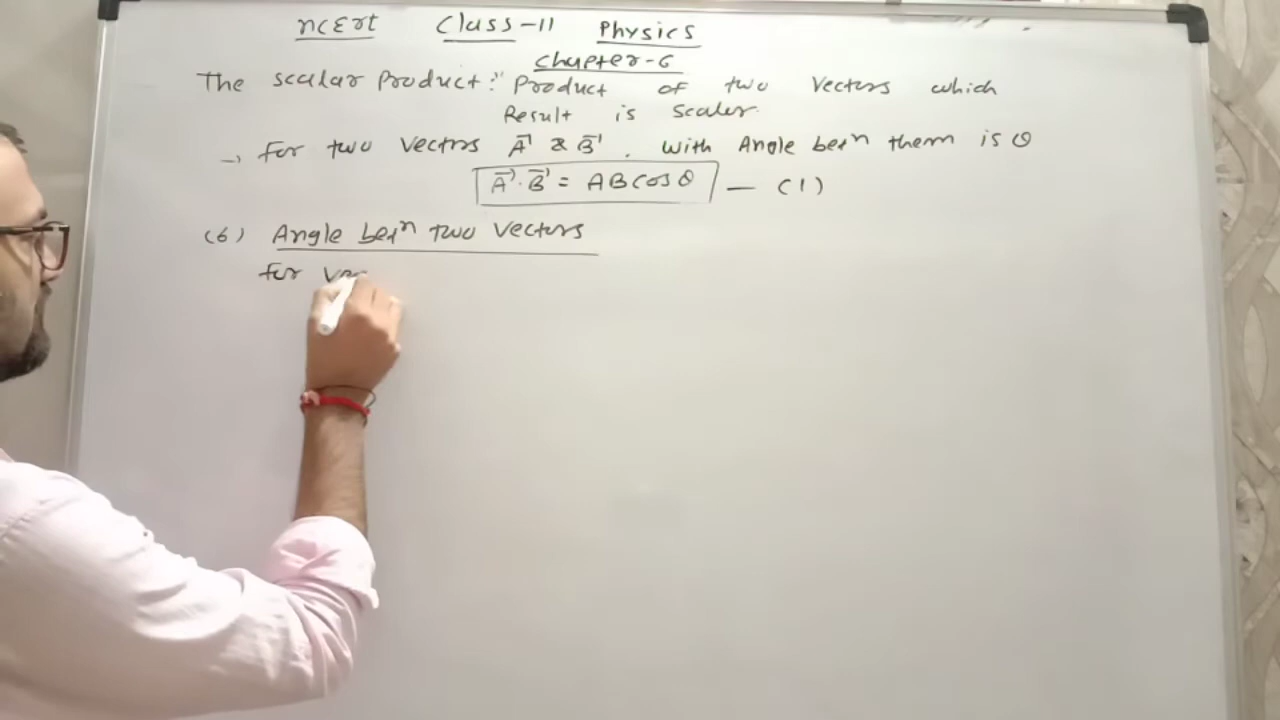 ncert Class-11 Physics
Chapter-6
The scalar Product:- Product of two Vectors which
Result is scaler.
→ for two Vectors A⃗ & B⃗ . with Angle betn them is θ
A⃗.B⃗ = ABcosθ — (1)
(6) Angle betn two Vectors
for vec